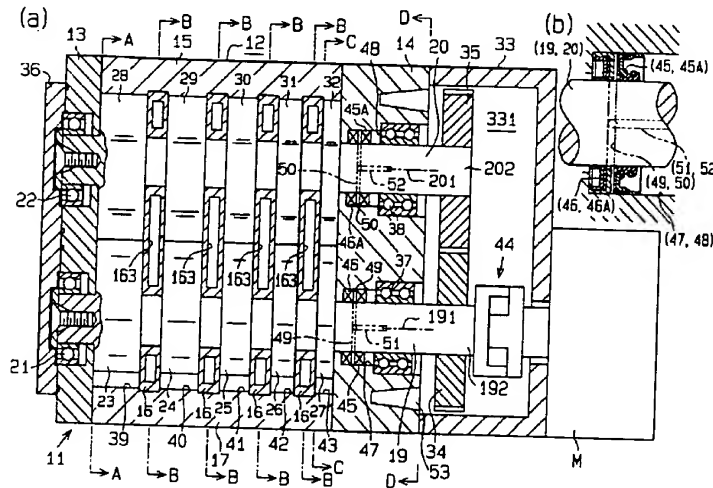 (a)
B B B B
D
(b)
A
C
13 15 12 48 14 20 35 33
(19, 20)
(45, 45A)
36 28 29 30 31 32 45A
331
50 52 201 202
(51, 52)
(49, 50)
(46, 46A)
(47, 48)
22
50 38
46A
163 163 163 163
46 49 37
44
49 51 191
192
21
23 24 25 26 27
16 16 16 16
45 47 19 34
39 40 41 42 43
17
53
11
A B B B B C D
M